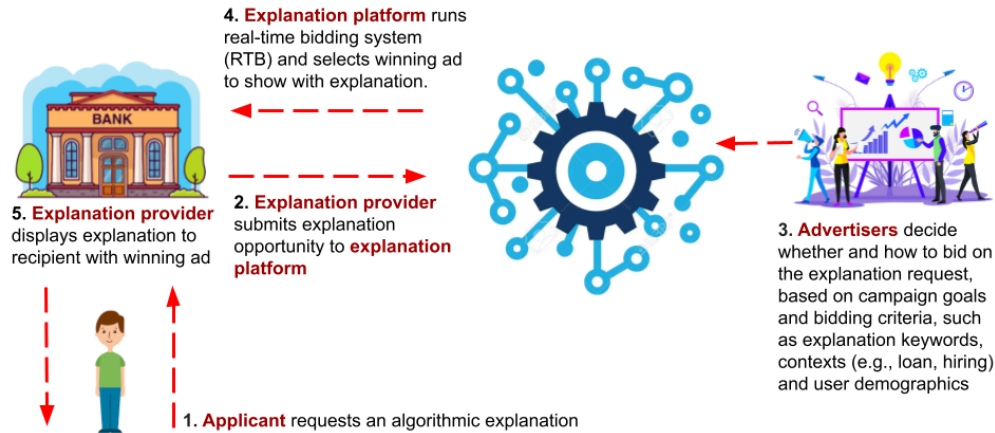 4. Explanation platform runs
real-time bidding system
(RTB) and selects winning ad
to show with explanation.
BANK
5. Explanation provider
displays explanation to
recipient with winning ad
2. Explanation provider
submits explanation
opportunity to explanation
platform
3. Advertisers decide
whether and how to bid on
the explanation request,
based on campaign goals
and bidding criteria, such
as explanation keywords,
contexts (e.g., loan, hiring)
and user demographics
1. Applicant requests an algorithmic explanation